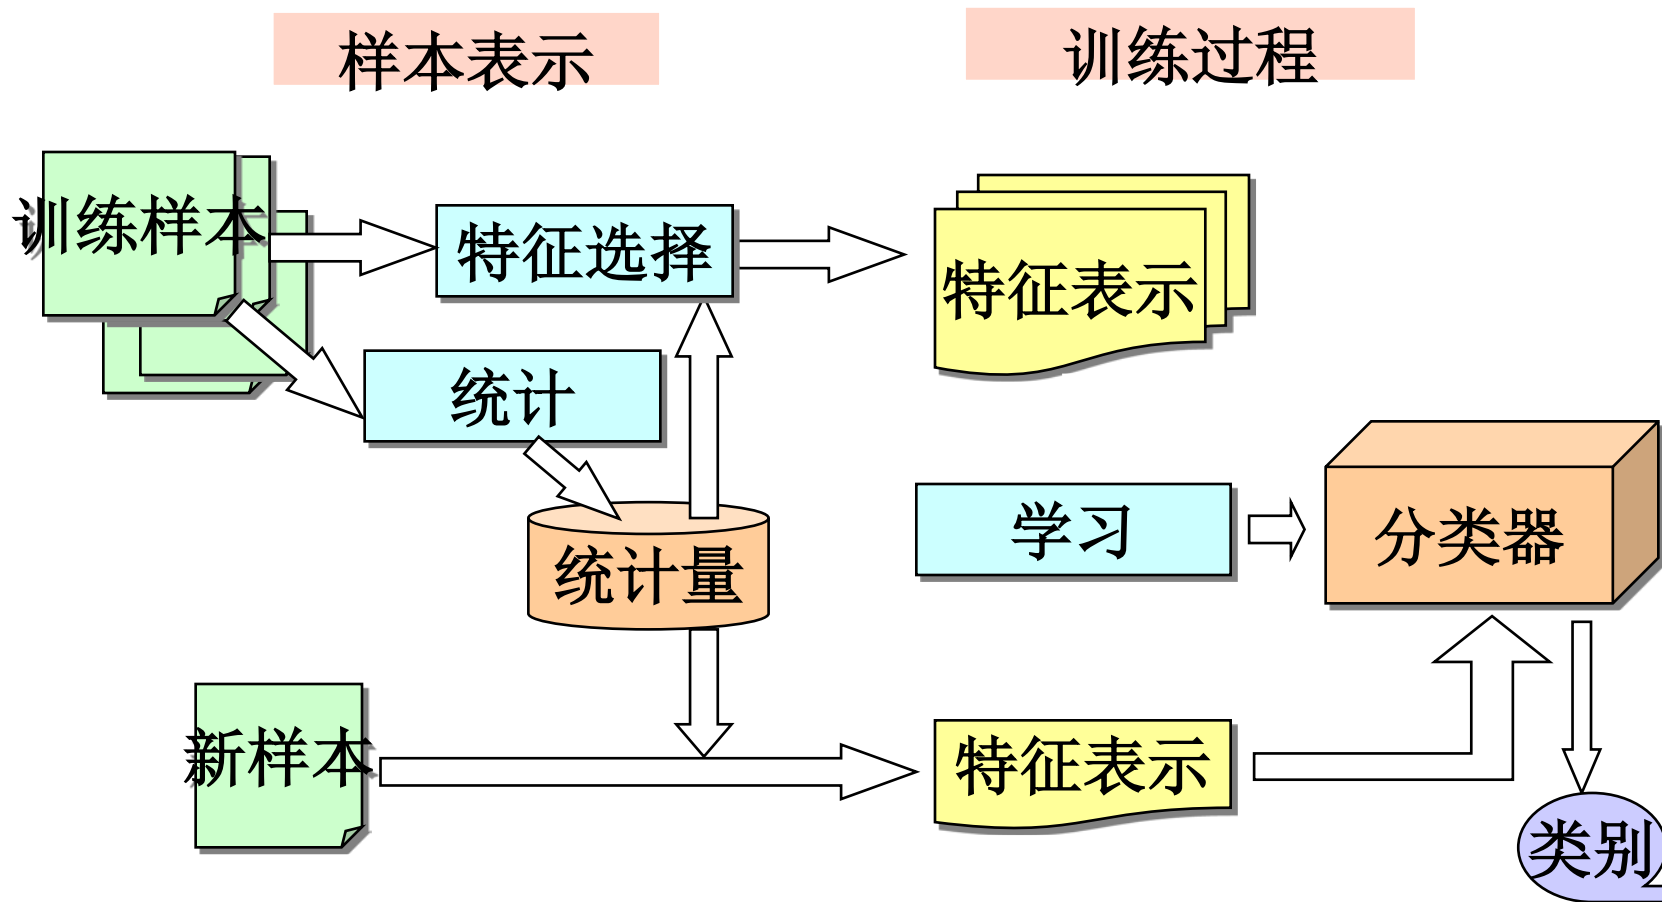 样本表示
训练过程
训练样本
特征选择
特征表示
统计
学习
分类器
统计量
新样本
特征表示
类别